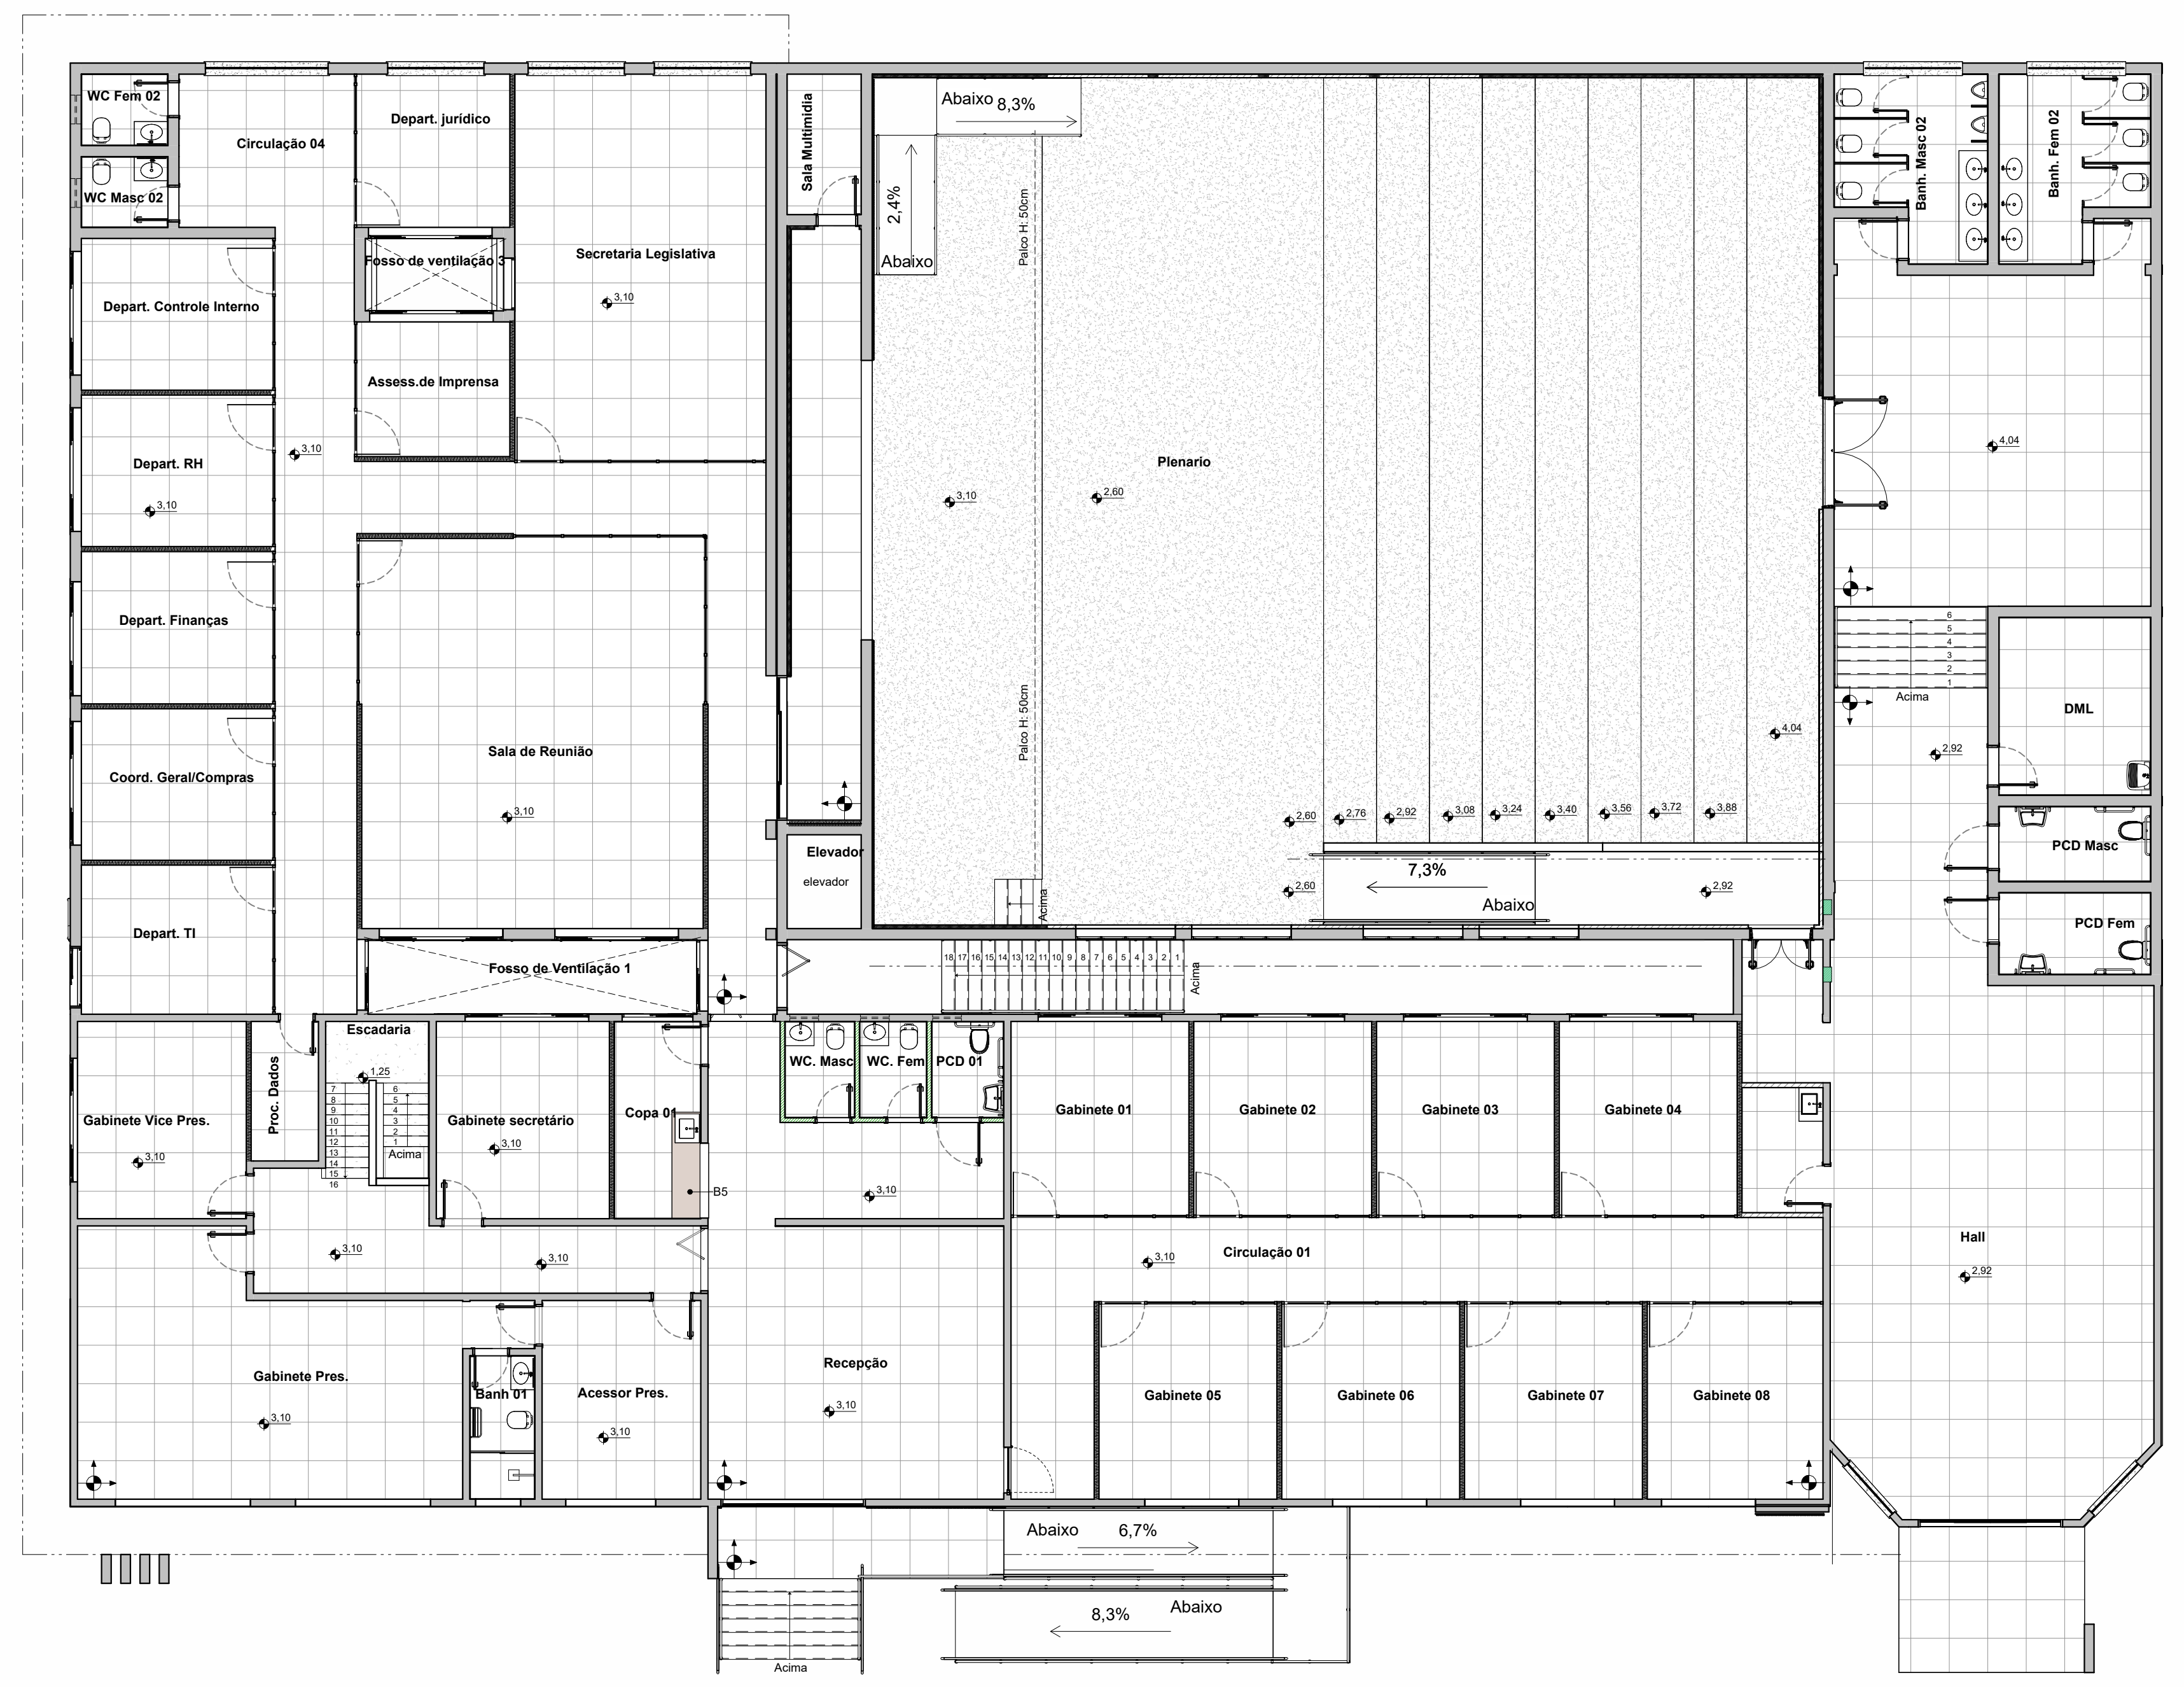 WC Fem 02
WC Masc 02
Circulação 04
Depart. jurídico
Fosso de ventilação 3
Secretaria Legislativa
3,10
Sala Multimidia
Abaixo 8,3%
2,4%
Abaixo
Palco H: 50cm
Palco H: 50cm
Plenario
3,10
2,60
Banh. Masc 02
Banh. Fem 02
4,04
Depart. Controle Interno
Assess.de Imprensa
3,10
Depart. RH
3,10
Depart. Finanças
Coord. Geral/Compras
Depart. TI
Sala de Reunião
3,10
Elevador
elevador
Acima
4,04
2,60
2,76
2,92
3,08
3,24
3,40
3,56
3,72
3,88
2,60
7,3%
Abaixo
2,92
6
5
4
3
2
1
Acima
2,92
DML
PCD Masc
PCD Fem
Fosso de Ventilação 1
18 17 16 15 14 13 12 11 10 9 8 7 6 5 4 3 2 1
Acima
Escadaria
1,25
7
8
9
10
11
12
13
14
15
16
6
5
4
3
2
1
Acima
Proc. Dados
Gabinete Vice Pres.
3,10
Gabinete secretário
3,10
Copa 01
B5
WC. Masc
WC. Fem
PCD 01
3,10
Gabinete 01
Gabinete 02
Gabinete 03
Gabinete 04
3,10
3,10
3,10
Circulação 01
Hall
2,92
Gabinete Pres.
3,10
Banh 01
Acessor Pres.
3,10
Recepção
3,10
Gabinete 05
Gabinete 06
Gabinete 07
Gabinete 08
Abaixo 6,7%
8,3% Abaixo
Acima